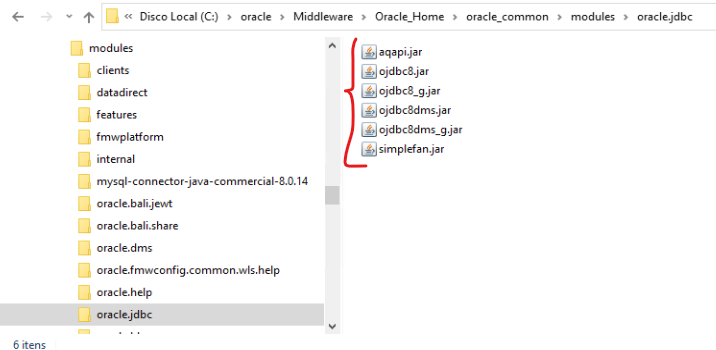 « Disco Local (C:) › oracle › Middleware › Oracle_Home › oracle_common › modules › oracle.jdbc
modules
clients
datadirect
features
fmwplatform
internal
mysql-connector-java-commercial-8.0.14
oracle.bali.jewt
oracle.bali.share
oracle.dms
oracle.fmwconfig.common.wls.help
oracle.help
oracle.jdbc
aqapi.jar
ojdbc8.jar
ojdbc8_g.jar
ojdbc8dms.jar
ojdbc8dms_g.jar
simplefan.jar
6 itens